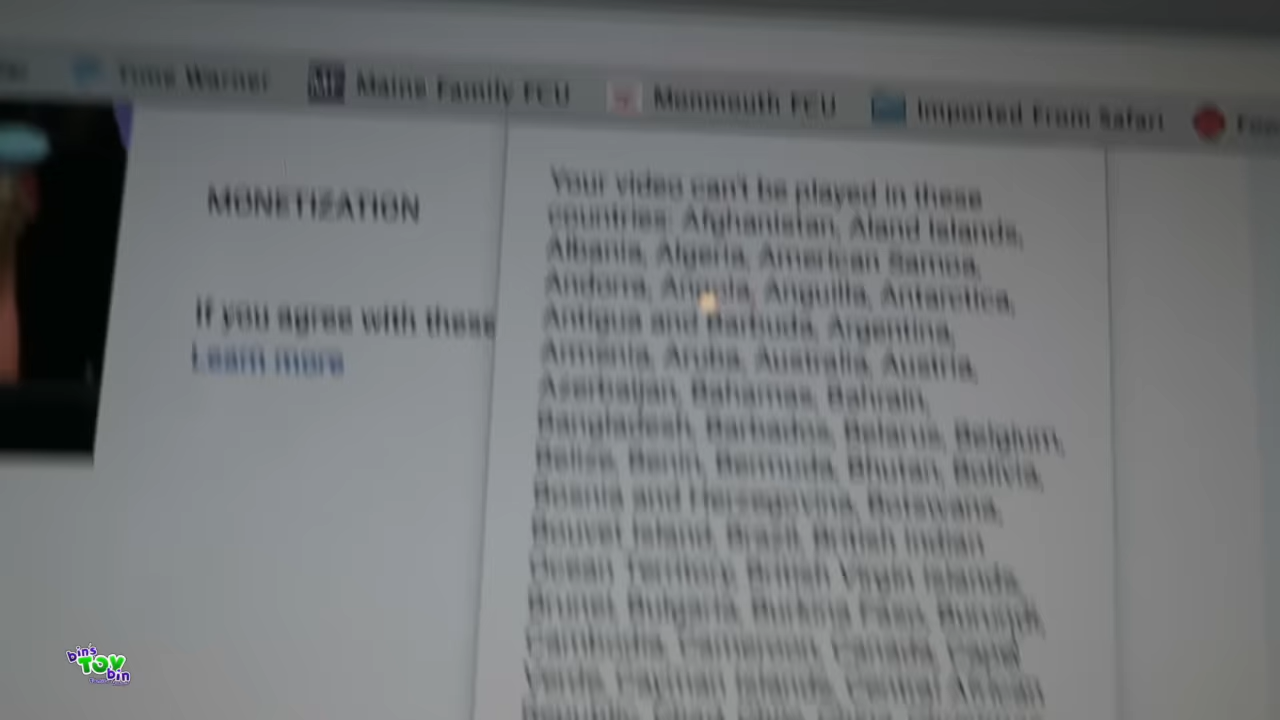 Time Warner
Maine Family FCU
Monmouth FCU
Imported From Safari
MONETIZATION
If you agree with these
Learn more
Your video can't be played in these
countries: Afghanistan, Aland Islands,
Albania, Algeria, American Samoa,
Andorra, Angola, Anguilla, Antarctica,
Antigua and Barbuda, Argentina,
Armenia, Aruba, Australia, Austria,
Azerbaijan, Bahamas, Bahrain,
Bangladesh, Barbados, Belarus, Belgium,
Belize, Benin, Bermuda, Bhutan, Bolivia,
Bosnia and Herzegovina, Botswana,
Bouvet Island, Brazil, British Indian
Ocean Territory, British Virgin Islands,
Brunei, Bulgaria, Burkina Faso, Burundi,
Cambodia, Cameroon, Canada, Cape
Verde, Cayman Islands, Central African
bin's
TOY
bin